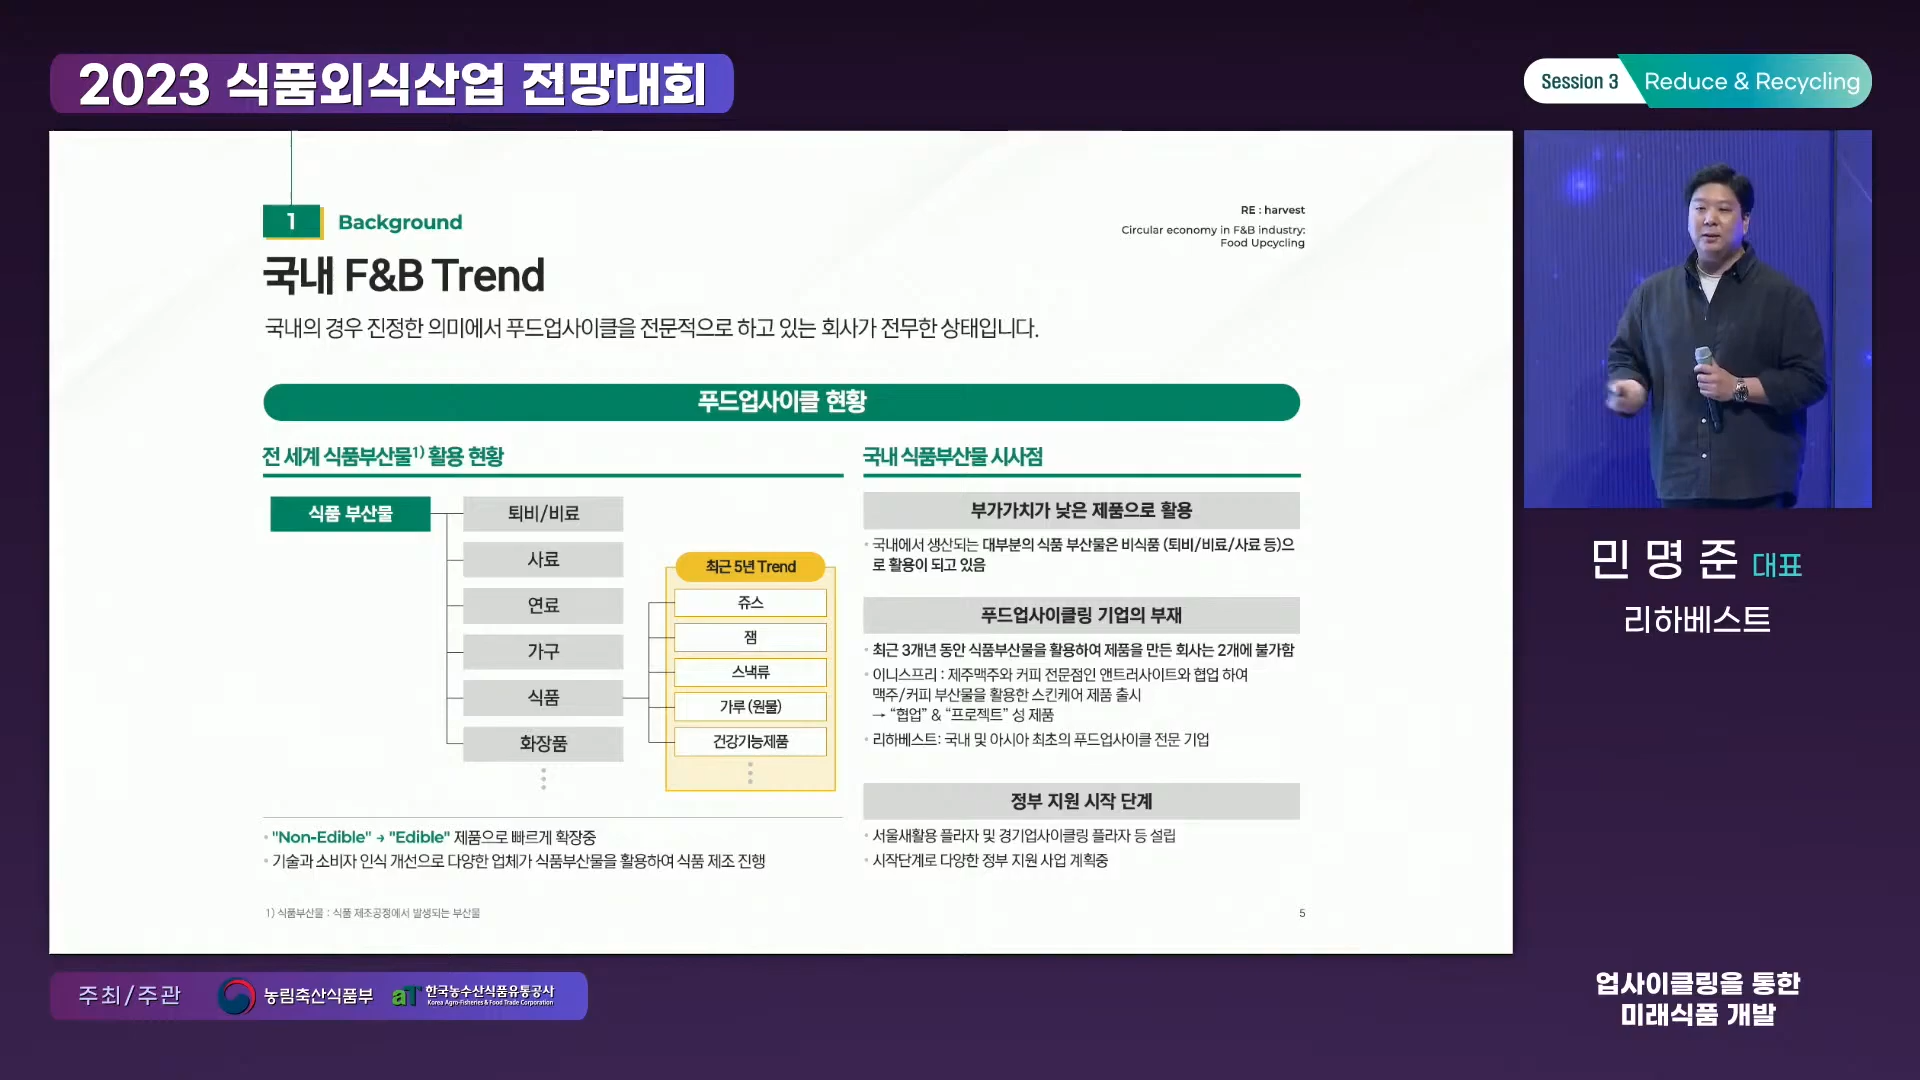 2023 식품외식산업 전망대회
Session 3 Reduce & Recycling
1 Background
RE : harvest
Circular economy in F&B industry:
Food Upcycling
국내 F&B Trend
국내의 경우 진정한 의미에서 푸드업사이클을 전문적으로 하고 있는 회사가 전무한 상태입니다.
푸드업사이클 현황
전 세계 식품부산물1) 활용 현황
식품 부산물
퇴비/비료
사료
연료
가구
식품
화장품
최근 5년 Trend
쥬스
잼
스낵류
가루 (원물)
건강기능제품
"Non-Edible" → "Edible" 제품으로 빠르게 확장중
기술과 소비자 인식 개선으로 다양한 업체가 식품부산물을 활용하여 식품 제조 진행
1) 식품부산물 : 식품 제조공정에서 발생되는 부산물
국내 식품부산물 시사점
부가가치가 낮은 제품으로 활용
국내에서 생산되는 대부분의 식품 부산물은 비식품 (퇴비/비료/사료 등)으
로 활용이 되고 있음
푸드업사이클링 기업의 부재
최근 3개년 동안 식품부산물을 활용하여 제품을 만든 회사는 2개에 불가함
이니스프리 : 제주맥주와 커피 전문점인 앤트러사이트와 협업 하여
맥주/커피 부산물을 활용한 스킨케어 제품 출시
→ “협업” & “프로젝트” 성 제품
리하베스트: 국내 및 아시아 최초의 푸드업사이클 전문 기업
정부 지원 시작 단계
서울새활용 플라자 및 경기업사이클링 플라자 등 설립
시작단계로 다양한 정부 지원 사업 계획중
5
민 명 준 대표
리하베스트
업사이클링을 통한
미래식품 개발
주최/주관 농림축산식품부 aT 한국농수산식품유통공사
Korea Agro-Fisheries & Food Trade Corporation